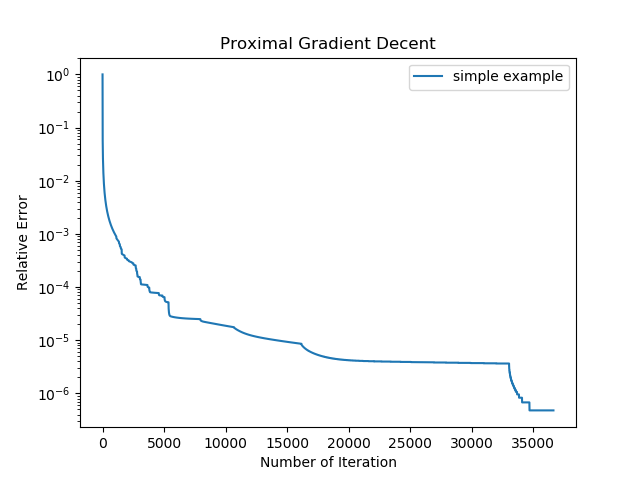 Proximal Gradient Decent
simple example
Relative Error
10⁰
10⁻¹
10⁻²
10⁻³
10⁻⁴
10⁻⁵
10⁻⁶
0 5000 10000 15000 20000 25000 30000 35000
Number of Iteration